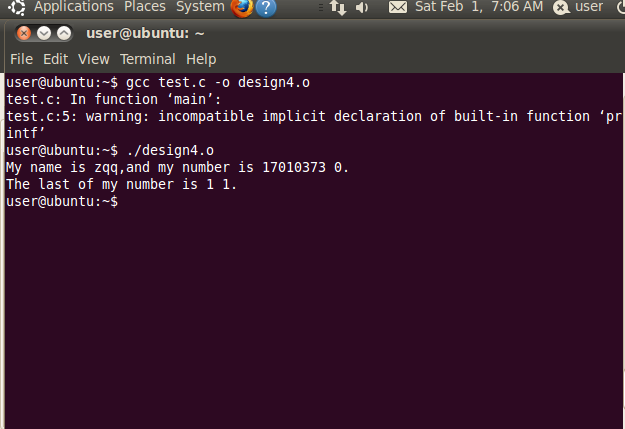 Applications Places System ? Sat Feb 1, 7:06 AM user
user@ubuntu: ~
File Edit View Terminal Help
user@ubuntu:~$ gcc test.c -o design4.o
test.c: In function ‘main’:
test.c:5: warning: incompatible implicit declaration of built-in function ‘pr
intf’
user@ubuntu:~$ ./design4.o
My name is zqq,and my number is 17010373 0.
The last of my number is 1 1.
user@ubuntu:~$